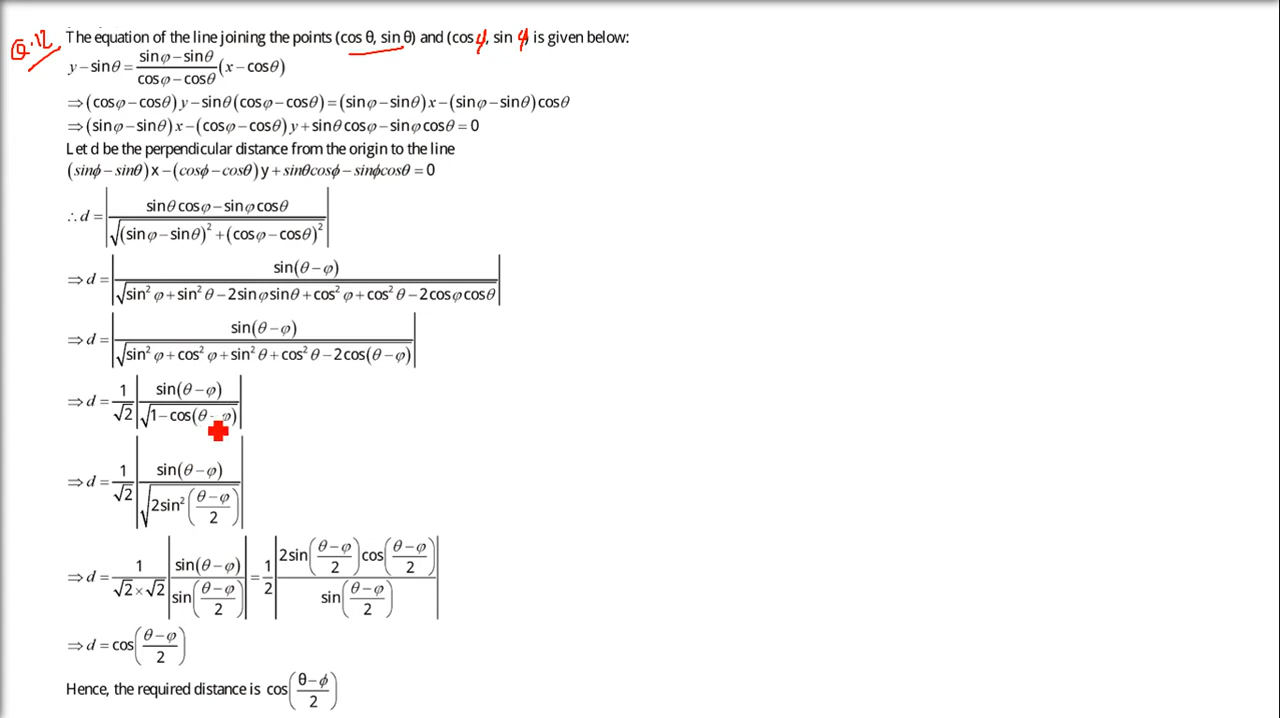 Q.12 The equation of the line joining the points (cos θ, sin θ) and (cos φ, sin φ) is given below:
y − sinθ = (sinφ − sinθ)/(cosφ − cosθ) (x − cosθ)
⇒ (cosφ − cosθ) y − sinθ (cosφ − cosθ) = (sinφ − sinθ) x − (sinφ − sinθ) cosθ
⇒ (sinφ − sinθ) x − (cosφ − cosθ) y + sinθ cosφ − sinφ cosθ = 0
Let d be the perpendicular distance from the origin to the line
(sinϕ − sinθ) x − (cosϕ − cosθ) y + sinθcosϕ − sinϕcosθ = 0
∴ d = |(sinθ cosφ − sinφ cosθ)/√((sinφ − sinθ)² + (cosφ − cosθ)²)|
⇒ d = |sin(θ − φ)/√(sin² φ + sin² θ − 2sinφsinθ + cos² φ + cos² θ − 2cosφcosθ)|
⇒ d = |sin(θ − φ)/√(sin² φ + cos² φ + sin² θ + cos² θ − 2cos(θ − φ))|
⇒ d = 1/√2 |sin(θ − φ)/√(1 − cos(θ − φ))|
⇒ d = 1/√2 |sin(θ − φ)/√(2sin² ((θ − φ)/2))|
⇒ d = 1/(√2 × √2) |sin(θ − φ)/sin((θ − φ)/2)| = 1/2 |2sin((θ − φ)/2) cos((θ − φ)/2)/sin((θ − φ)/2)|
⇒ d = cos((θ − φ)/2)
Hence, the required distance is cos((θ − ϕ)/2)